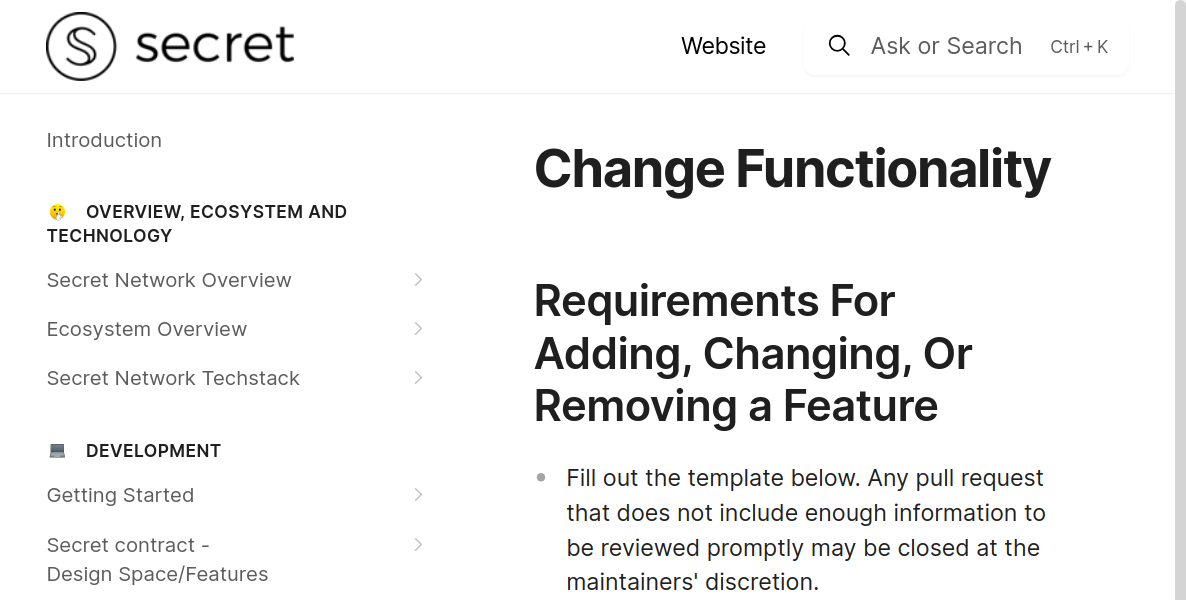 secret
Website
Ask or Search Ctrl + K
Introduction
OVERVIEW, ECOSYSTEM AND
TECHNOLOGY
Secret Network Overview
Ecosystem Overview
Secret Network Techstack
DEVELOPMENT
Getting Started
Secret contract -
Design Space/Features
Change Functionality
Requirements For
Adding, Changing, Or
Removing a Feature
Fill out the template below. Any pull request
that does not include enough information to
be reviewed promptly may be closed at the
maintainers' discretion.